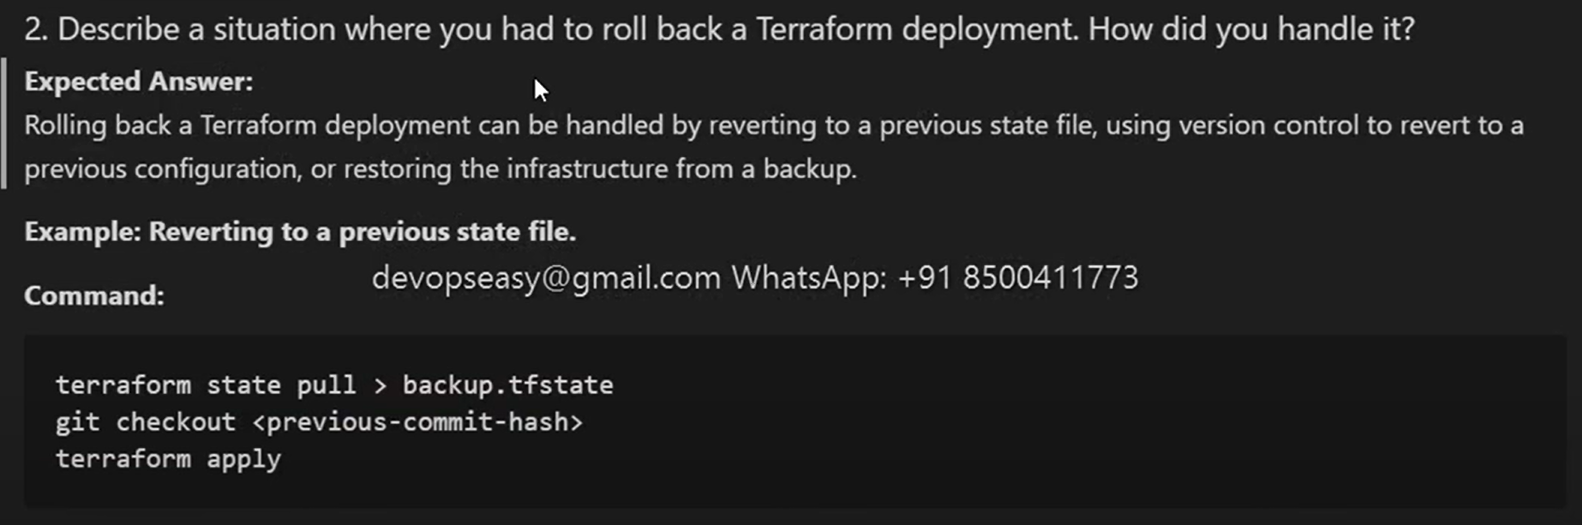 2. Describe a situation where you had to roll back a Terraform deployment. How did you handle it?
Expected Answer:
Rolling back a Terraform deployment can be handled by reverting to a previous state file, using version control to revert to a
previous configuration, or restoring the infrastructure from a backup.
Example: Reverting to a previous state file.
devopseasy@gmail.com WhatsApp: +91 8500411773
Command:
terraform state pull > backup.tfstate
git checkout <previous-commit-hash>
terraform apply